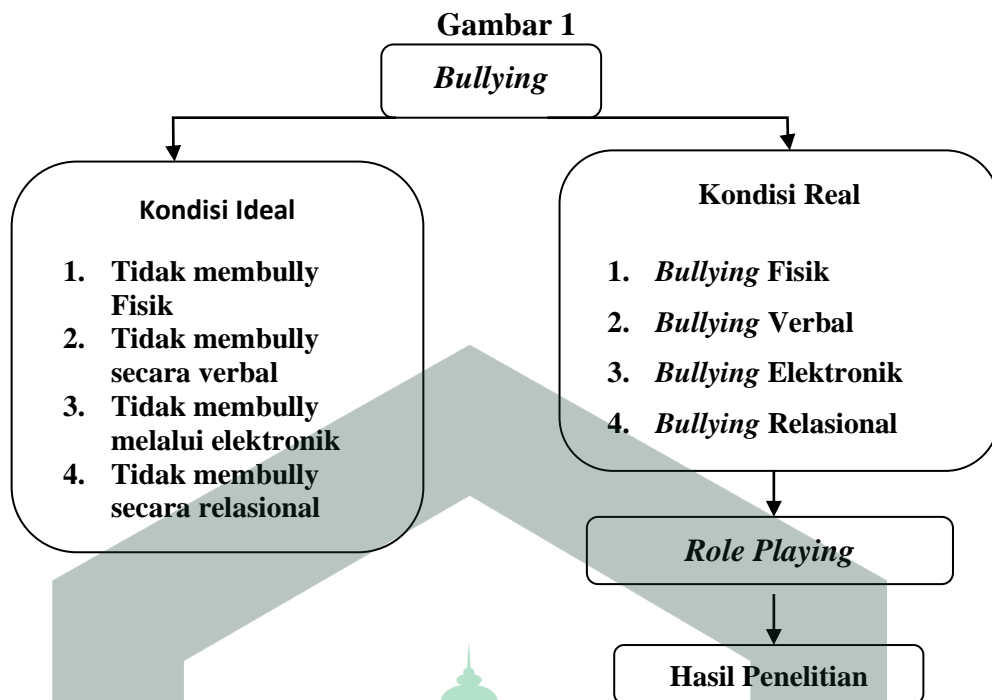 Gambar 1
Bullying
Kondisi Ideal
1. Tidak membully
Fisik
2. Tidak membully
secara verbal
3. Tidak membully
melalui elektronik
4. Tidak membully
secara relasional
Kondisi Real
1. Bullying Fisik
2. Bullying Verbal
3. Bullying Elektronik
4. Bullying Relasional
Role Playing
Hasil Penelitian